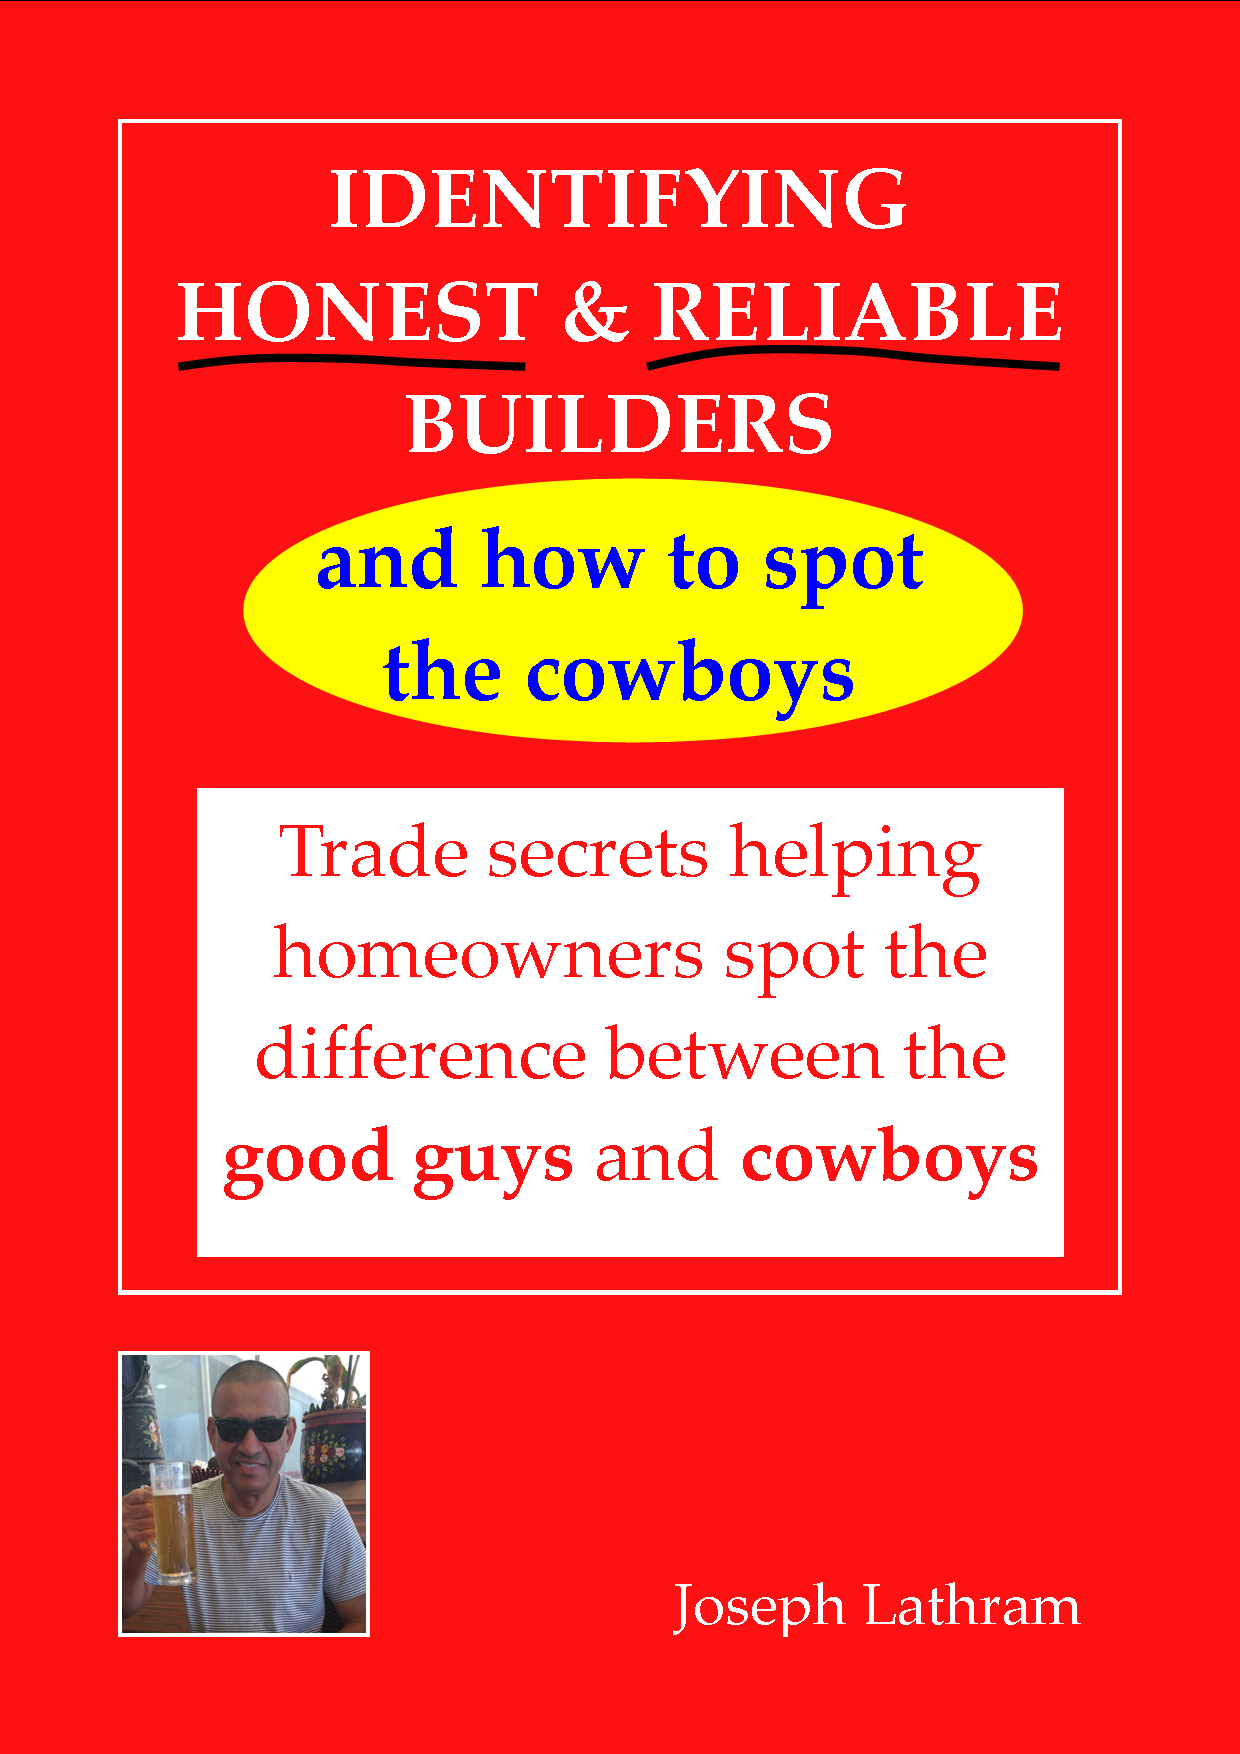 IDENTIFYING
HONEST & RELIABLE
BUILDERS
and how to spot
the cowboys
Trade secrets helping
homeowners spot the
difference between the
good guys and cowboys
Joseph Lathram